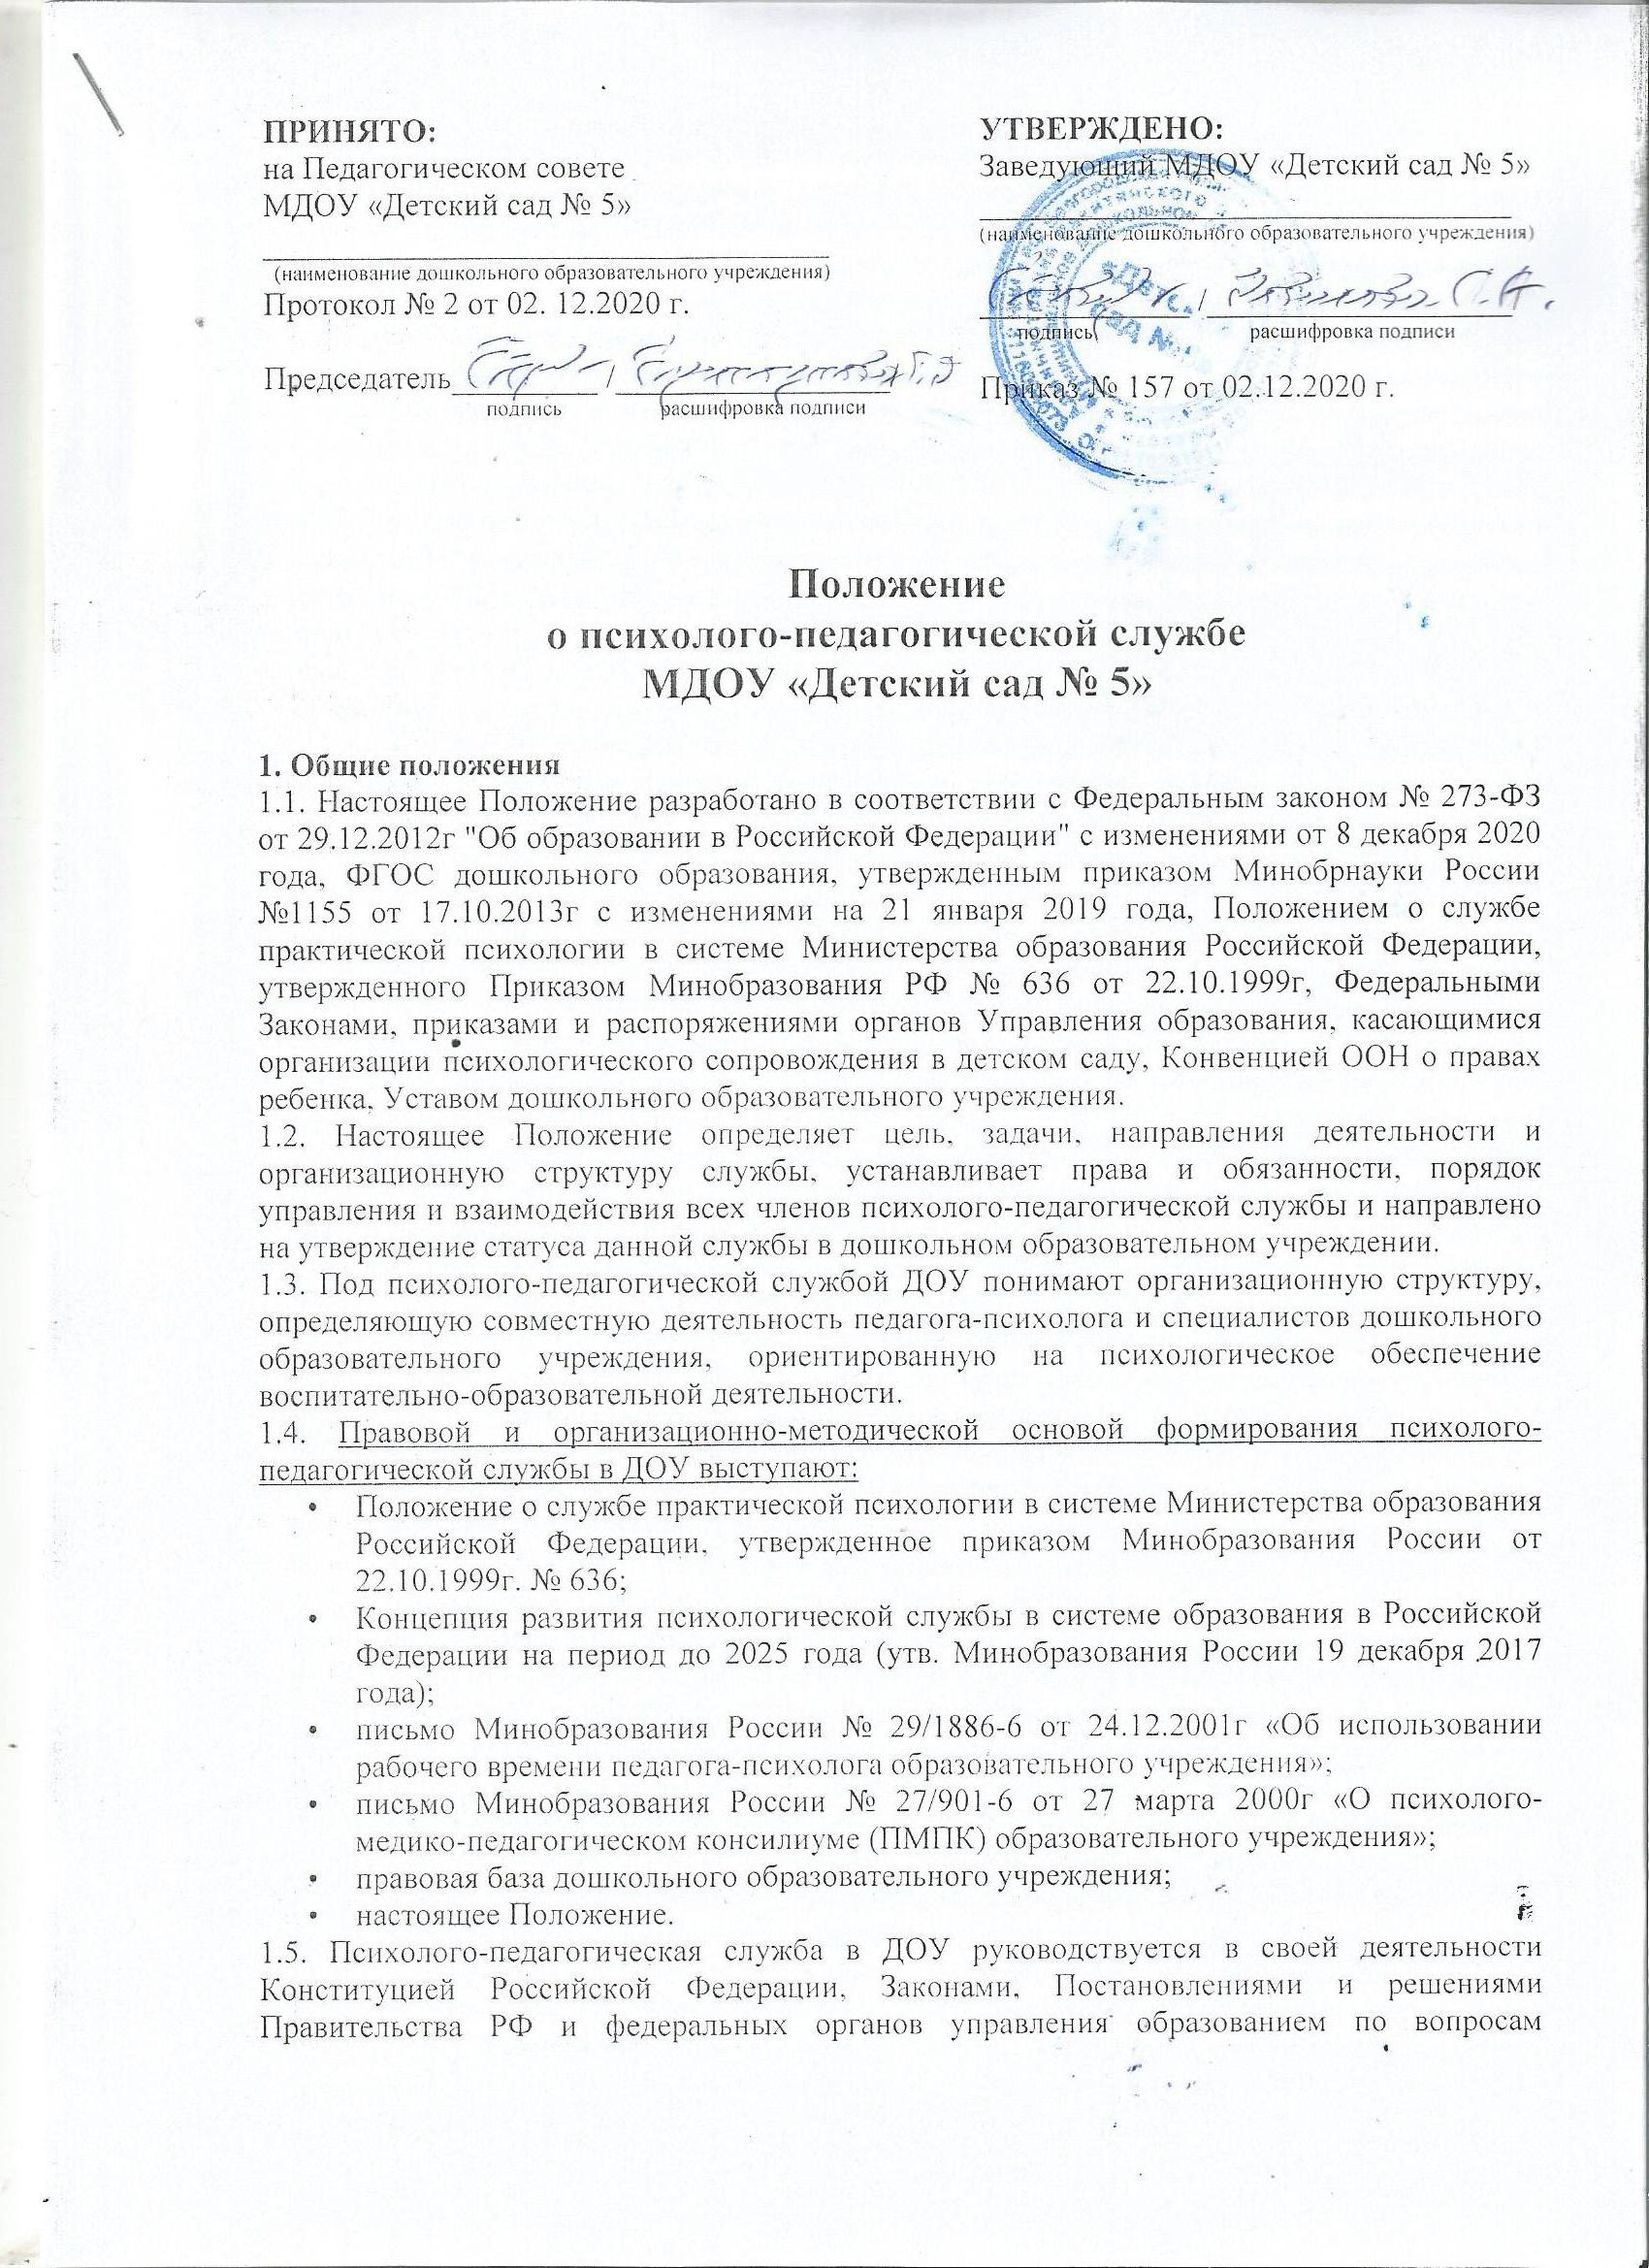 ПРИНЯТО:
на Педагогическом совете
МДОУ «Детский сад № 5»
(наименование дошкольного образовательного учреждения)
Протокол № 2 от 02. 12.2020 г.
Председатель / 
подпись расшифровка подписи
УТВЕРЖДЕНО:
Заведующий МДОУ «Детский сад № 5»
(наименование дошкольного образовательного учреждения)
/ С.А.
подпись расшифровка подписи
Приказ № 157 от 02.12.2020 г.
Положение
о психолого-педагогической службе
МДОУ «Детский сад № 5»
1. Общие положения
1.1. Настоящее Положение разработано в соответствии с Федеральным законом № 273-ФЗ
от 29.12.2012г "Об образовании в Российской Федерации" с изменениями от 8 декабря 2020
года, ФГОС дошкольного образования, утвержденным приказом Минобрнауки России
№1155 от 17.10.2013г с изменениями на 21 января 2019 года, Положением о службе
практической психологии в системе Министерства образования Российской Федерации,
утвержденного Приказом Минобразования РФ № 636 от 22.10.1999г, Федеральными
Законами, приказами и распоряжениями органов Управления образования, касающимися
организации психологического сопровождения в детском саду, Конвенцией ООН о правах
ребенка, Уставом дошкольного образовательного учреждения.
1.2. Настоящее Положение определяет цель, задачи, направления деятельности и
организационную структуру службы, устанавливает права и обязанности, порядок
управления и взаимодействия всех членов психолого-педагогической службы и направлено
на утверждение статуса данной службы в дошкольном образовательном учреждении.
1.3. Под психолого-педагогической службой ДОУ понимают организационную структуру,
определяющую совместную деятельность педагога-психолога и специалистов дошкольного
образовательного учреждения, ориентированную на психологическое обеспечение
воспитательно-образовательной деятельности.
1.4. Правовой и организационно-методической основой формирования психолого-
педагогической службы в ДОУ выступают:
• Положение о службе практической психологии в системе Министерства образования
Российской Федерации, утвержденное приказом Минобразования России от
22.10.1999г. № 636;
• Концепция развития психологической службы в системе образования в Российской
Федерации на период до 2025 года (утв. Минобразования России 19 декабря 2017
года);
• письмо Минобразования России № 29/1886-6 от 24.12.2001г «Об использовании
рабочего времени педагога-психолога образовательного учреждения»;
• письмо Минобразования России № 27/901-6 от 27 марта 2000г «О психолого-
медико-педагогическом консилиуме (ПМПК) образовательного учреждения»;
• правовая база дошкольного образовательного учреждения;
• настоящее Положение.
1.5. Психолого-педагогическая служба в ДОУ руководствуется в своей деятельности
Конституцией Российской Федерации, Законами, Постановлениями и решениями
Правительства РФ и федеральных органов управления образованием по вопросам